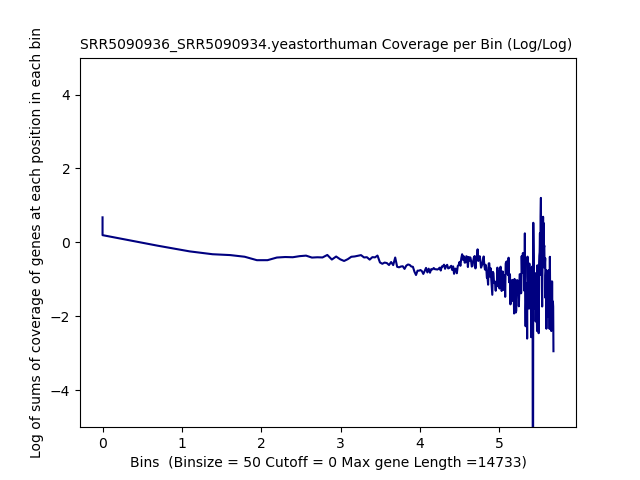 SRR5090936_SRR5090934.yeastorthuman Coverage per Bin (Log/Log)
Log of sums of coverage of genes at each position in each bin
4
2
0
−2
−4
0 1 2 3 4 5
Bins  (Binsize = 50 Cutoff = 0 Max gene Length =14733)